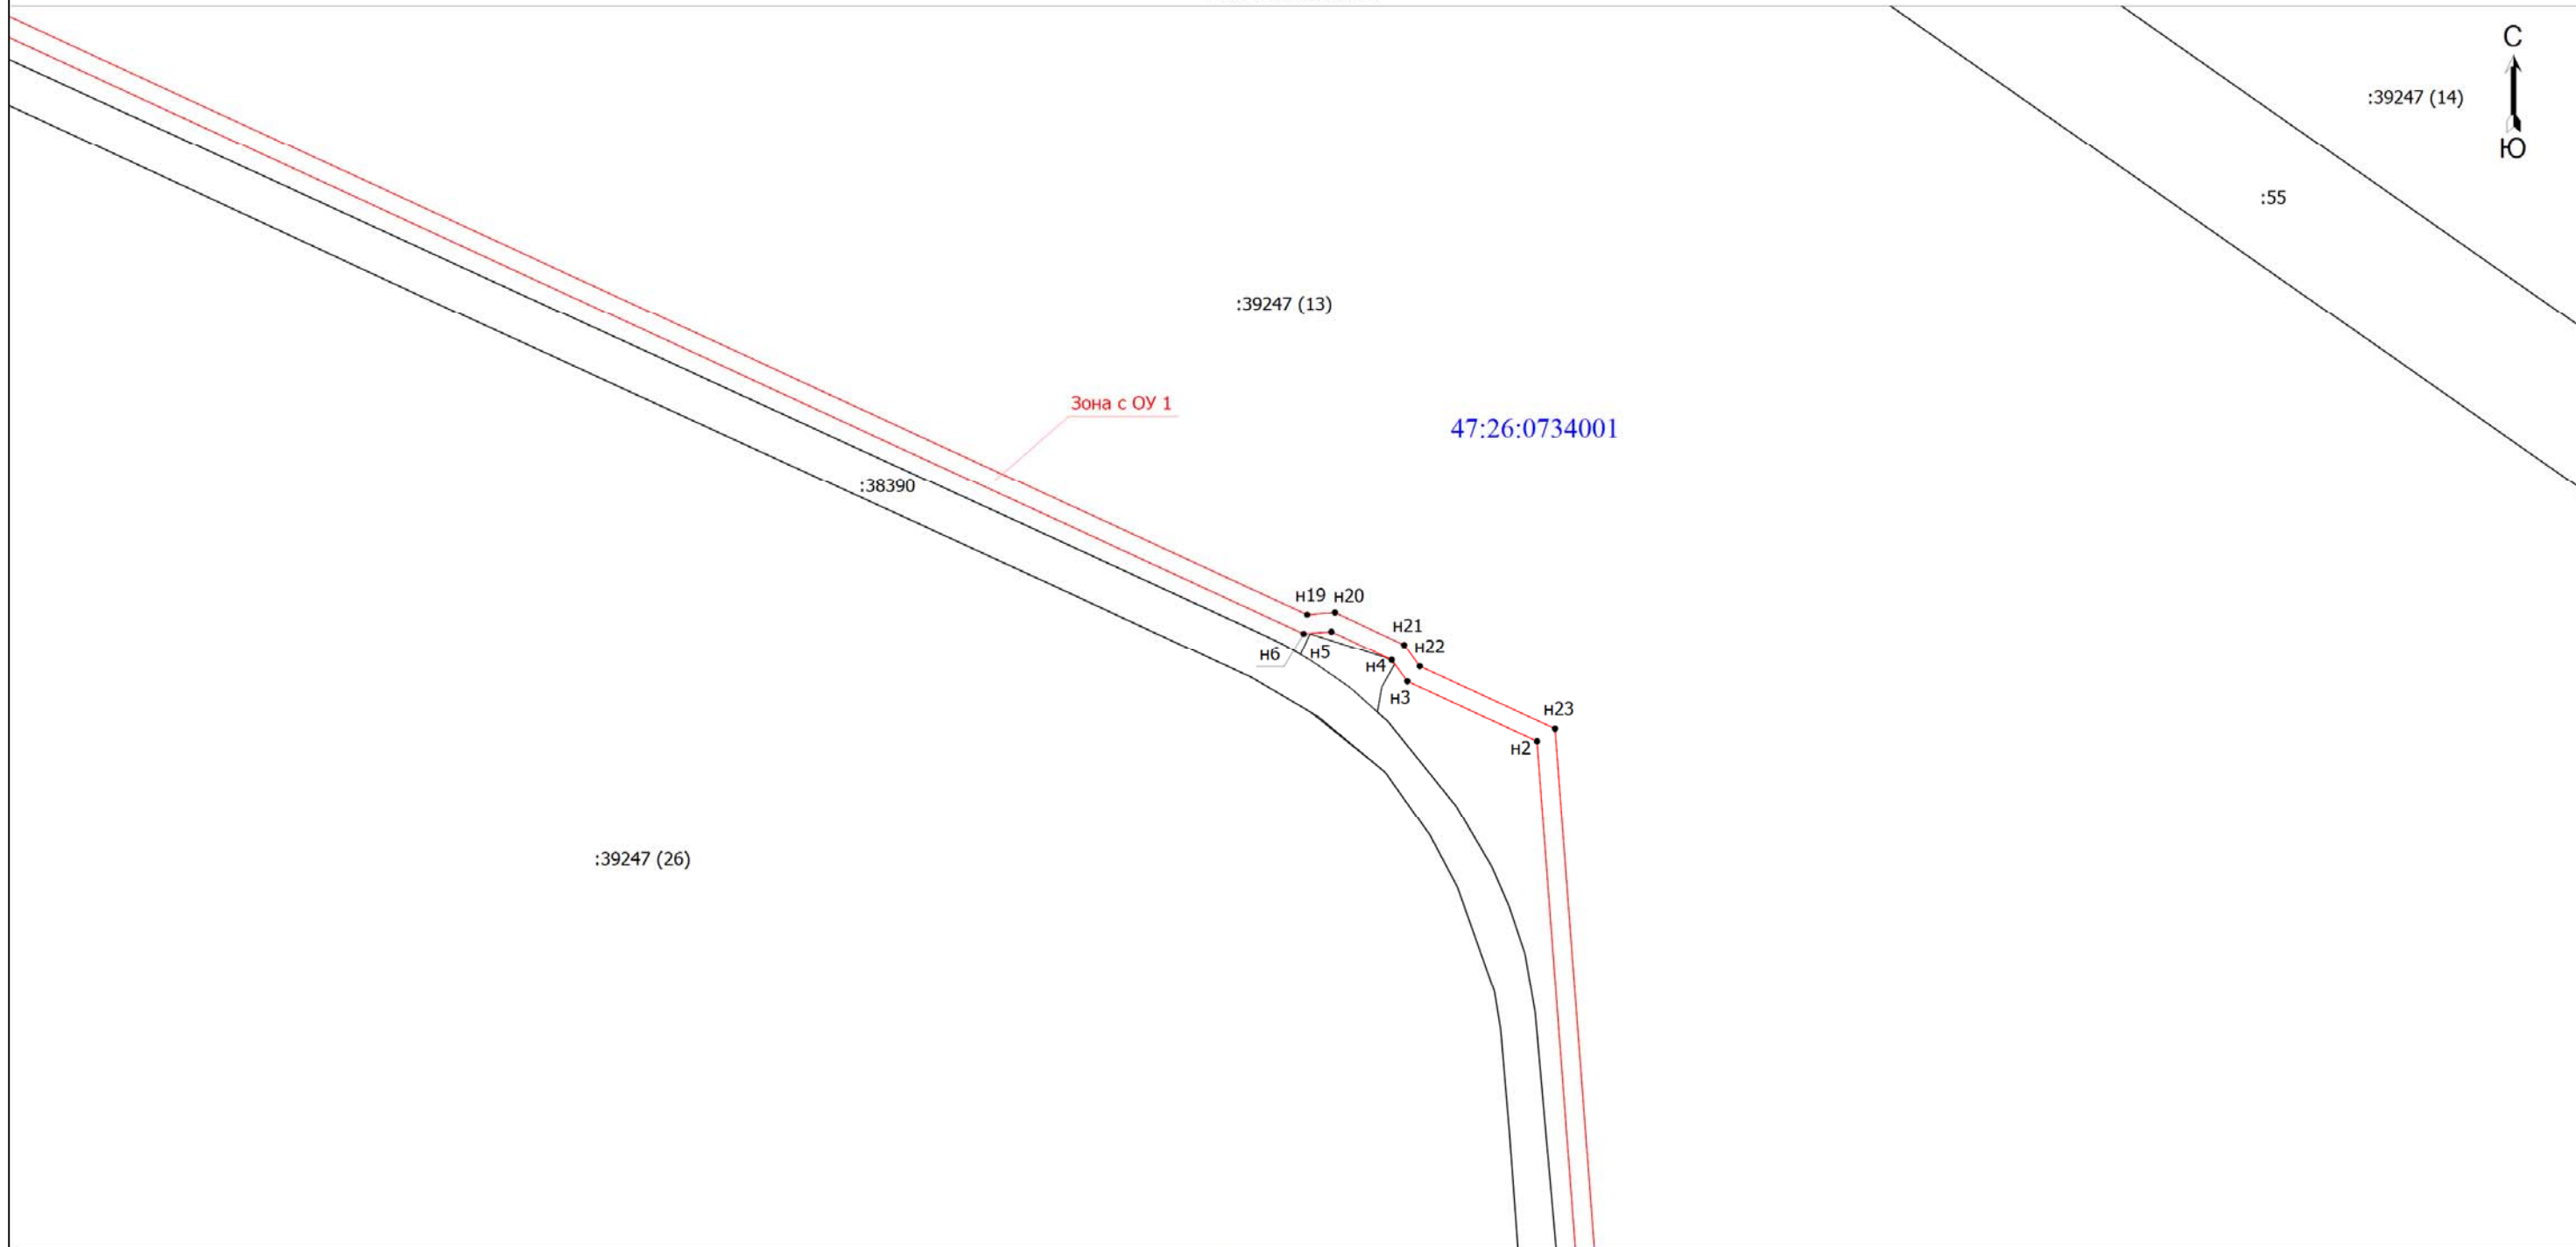 С
:39247 (14)
Ю
:55
:39247 (13)
Зона с ОУ 1
47:26:0734001
:38390
н19
н20
н21
н22
н6
н5
н4
н3
н23
н2
:39247 (26)